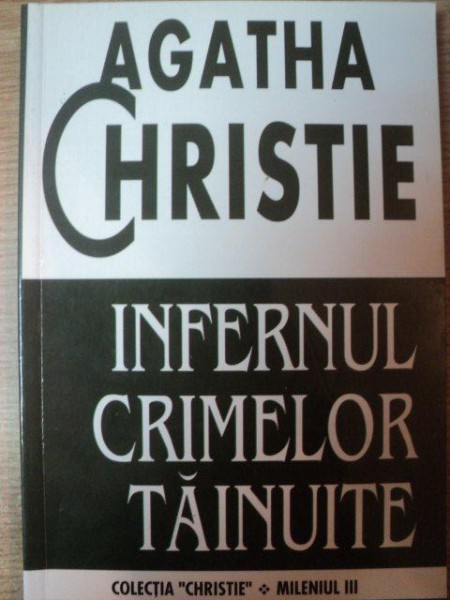 AGATHA
CHRISTIE
INFERNUL
CRIMELOR
TĂINUITE
COLECȚIA "CHRISTIE" ❖ MILENIUL III